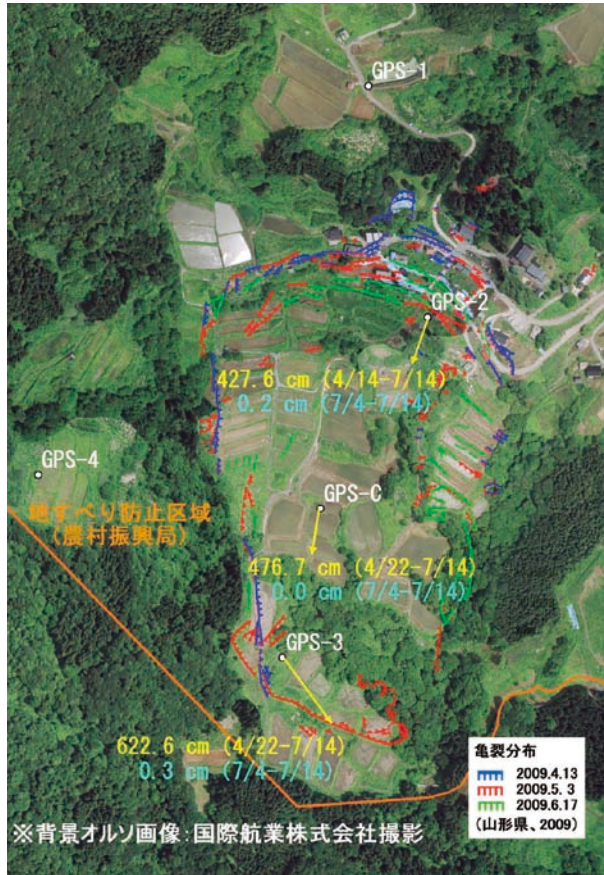 GPS-1
GPS-2
427.6 cm (4/14-7/14)
0.2 cm (7/4-7/14)
GPS-4
GPS-C
地すべり防止区域
(農村振興局)
476.7 cm (4/22-7/14)
0.0 cm (7/4-7/14)
GPS-3
622.6 cm (4/22-7/14)
0.3 cm (7/4-7/14)
亀裂分布
2009.4.13
2009.5. 3
2009.6.17
(山形県、2009)
※背景オルソ画像:国際航業株式会社撮影